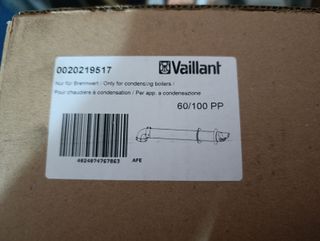 0020219517
Vaillant
Nur für Brennwert / Only for condensing boilers /
Pour chaudière à condensation / Per app. a condensazione
60/100 PP
4024074767863
AFE